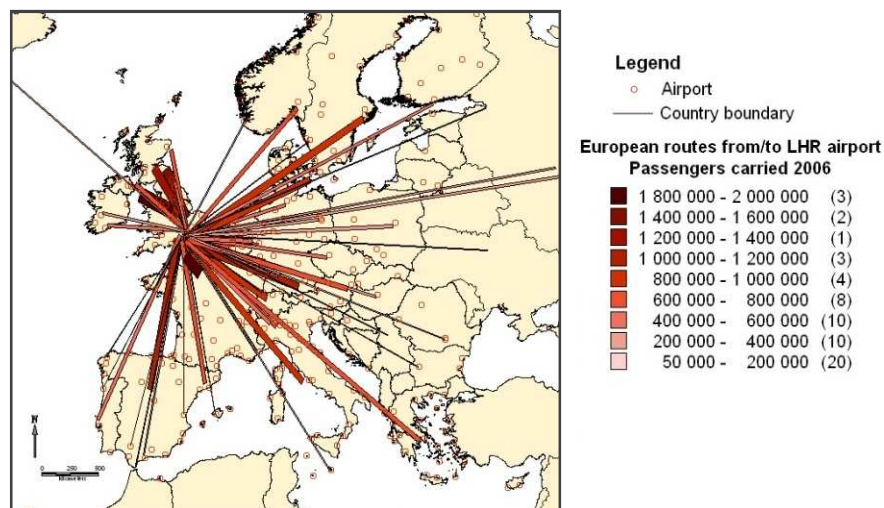 Legend
Airport
Country boundary
European routes from/to LHR airport
Passengers carried 2006
1 800 000 - 2 000 000 (3)
1 400 000 - 1 600 000 (2)
1 200 000 - 1 400 000 (1)
1 000 000 - 1 200 000 (3)
800 000 - 1 000 000 (4)
600 000 - 800 000 (8)
400 000 - 600 000 (10)
200 000 - 400 000 (10)
50 000 - 200 000 (20)
N
0 250 500